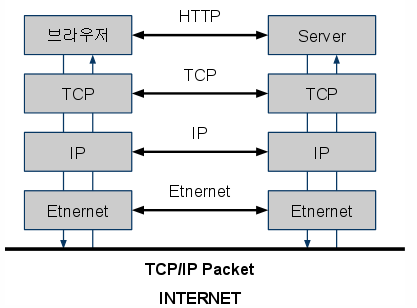 HTTP
브라우저 Server
TCP
TCP TCP
IP
IP IP
Etnernet
Etnernet Etnernet
TCP/IP Packet
INTERNET